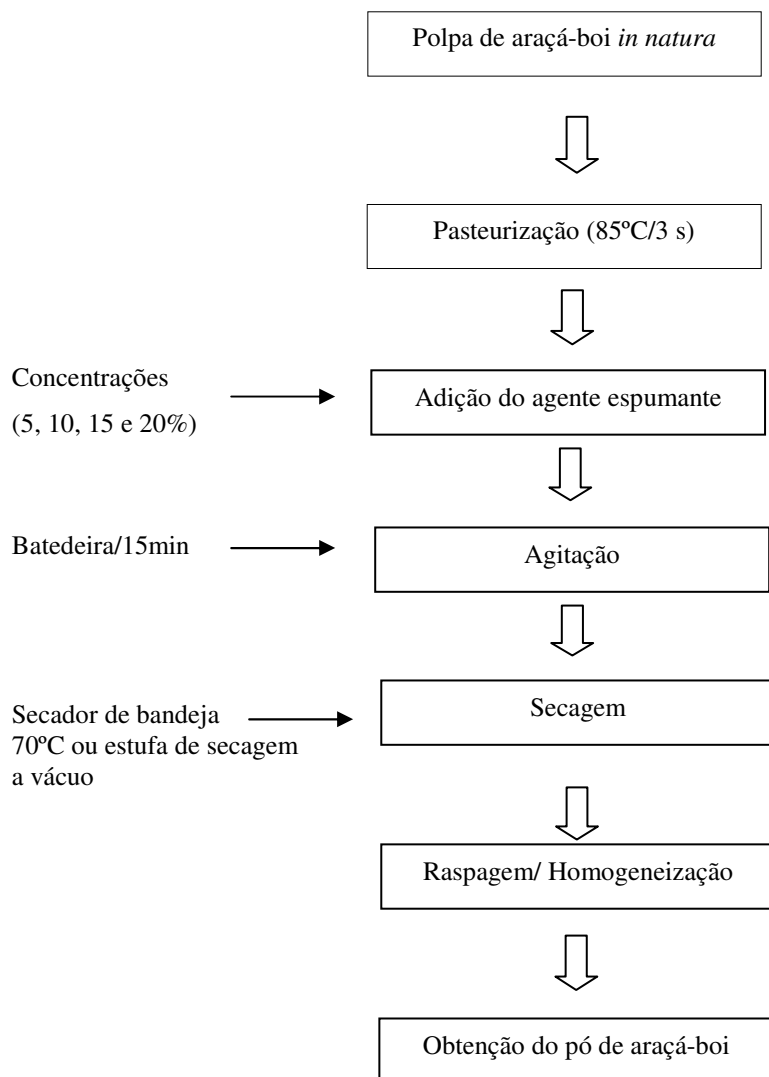 Polpa de araçá-boi in natura
Pasteurização (85ºC/3 s)
Concentrações
(5, 10, 15 e 20%)
Adição do agente espumante
Batedeira/15min
Agitação
Secador de bandeja
70ºC ou estufa de secagem
a vácuo
Secagem
Raspagem/ Homogeneização
Obtenção do pó de araçá-boi